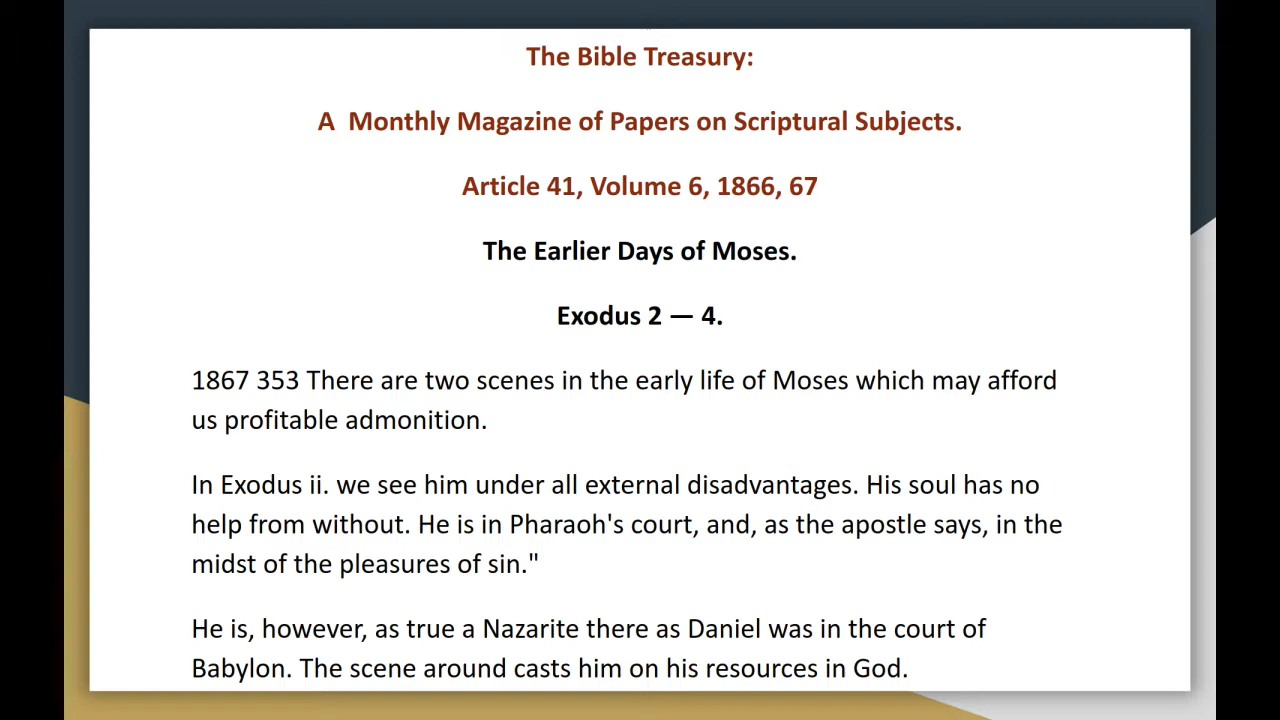 The Bible Treasury:
A  Monthly Magazine of Papers on Scriptural Subjects.
Article 41, Volume 6, 1866, 67
The Earlier Days of Moses.
Exodus 2 — 4.
1867 353 There are two scenes in the early life of Moses which may afford
us profitable admonition.
In Exodus ii. we see him under all external disadvantages. His soul has no
help from without. He is in Pharaoh's court, and, as the apostle says, in the
midst of the pleasures of sin."
He is, however, as true a Nazarite there as Daniel was in the court of
Babylon. The scene around casts him on his resources in God.